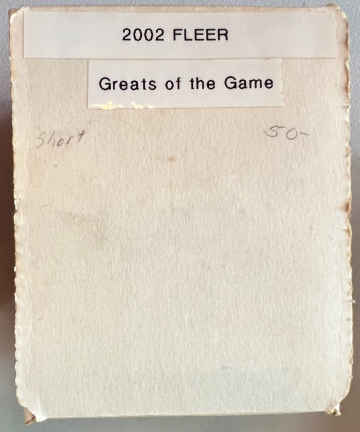 2002 FLEER
Greats of the Game
Short 50-